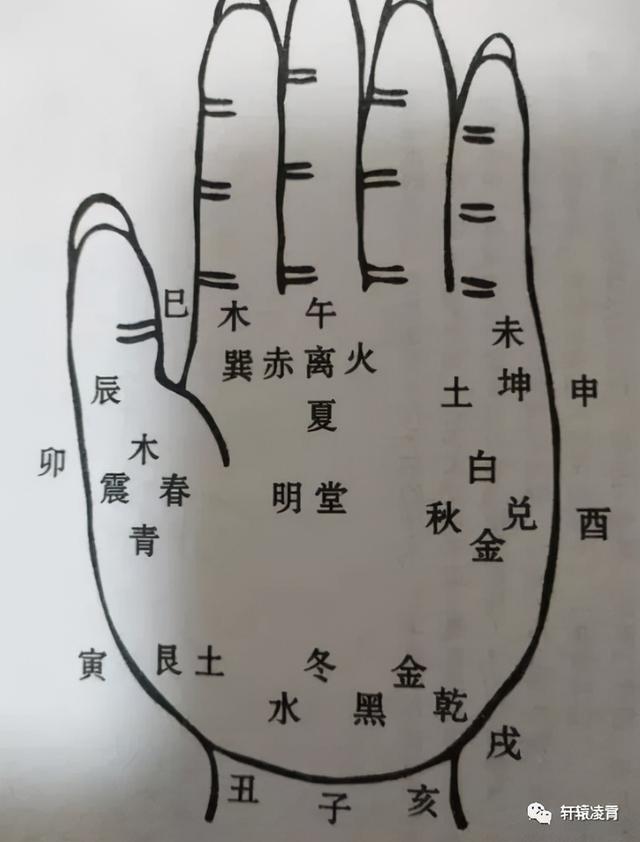 巳 木 午 未
巽 赤 离 火 坤
辰 夏 土 申
卯 木 白
震 春 明堂 秋 兑 酉
青 金
寅 艮 土 冬 金
水 黑 乾
戌
丑 子 亥
轩辕凌霄